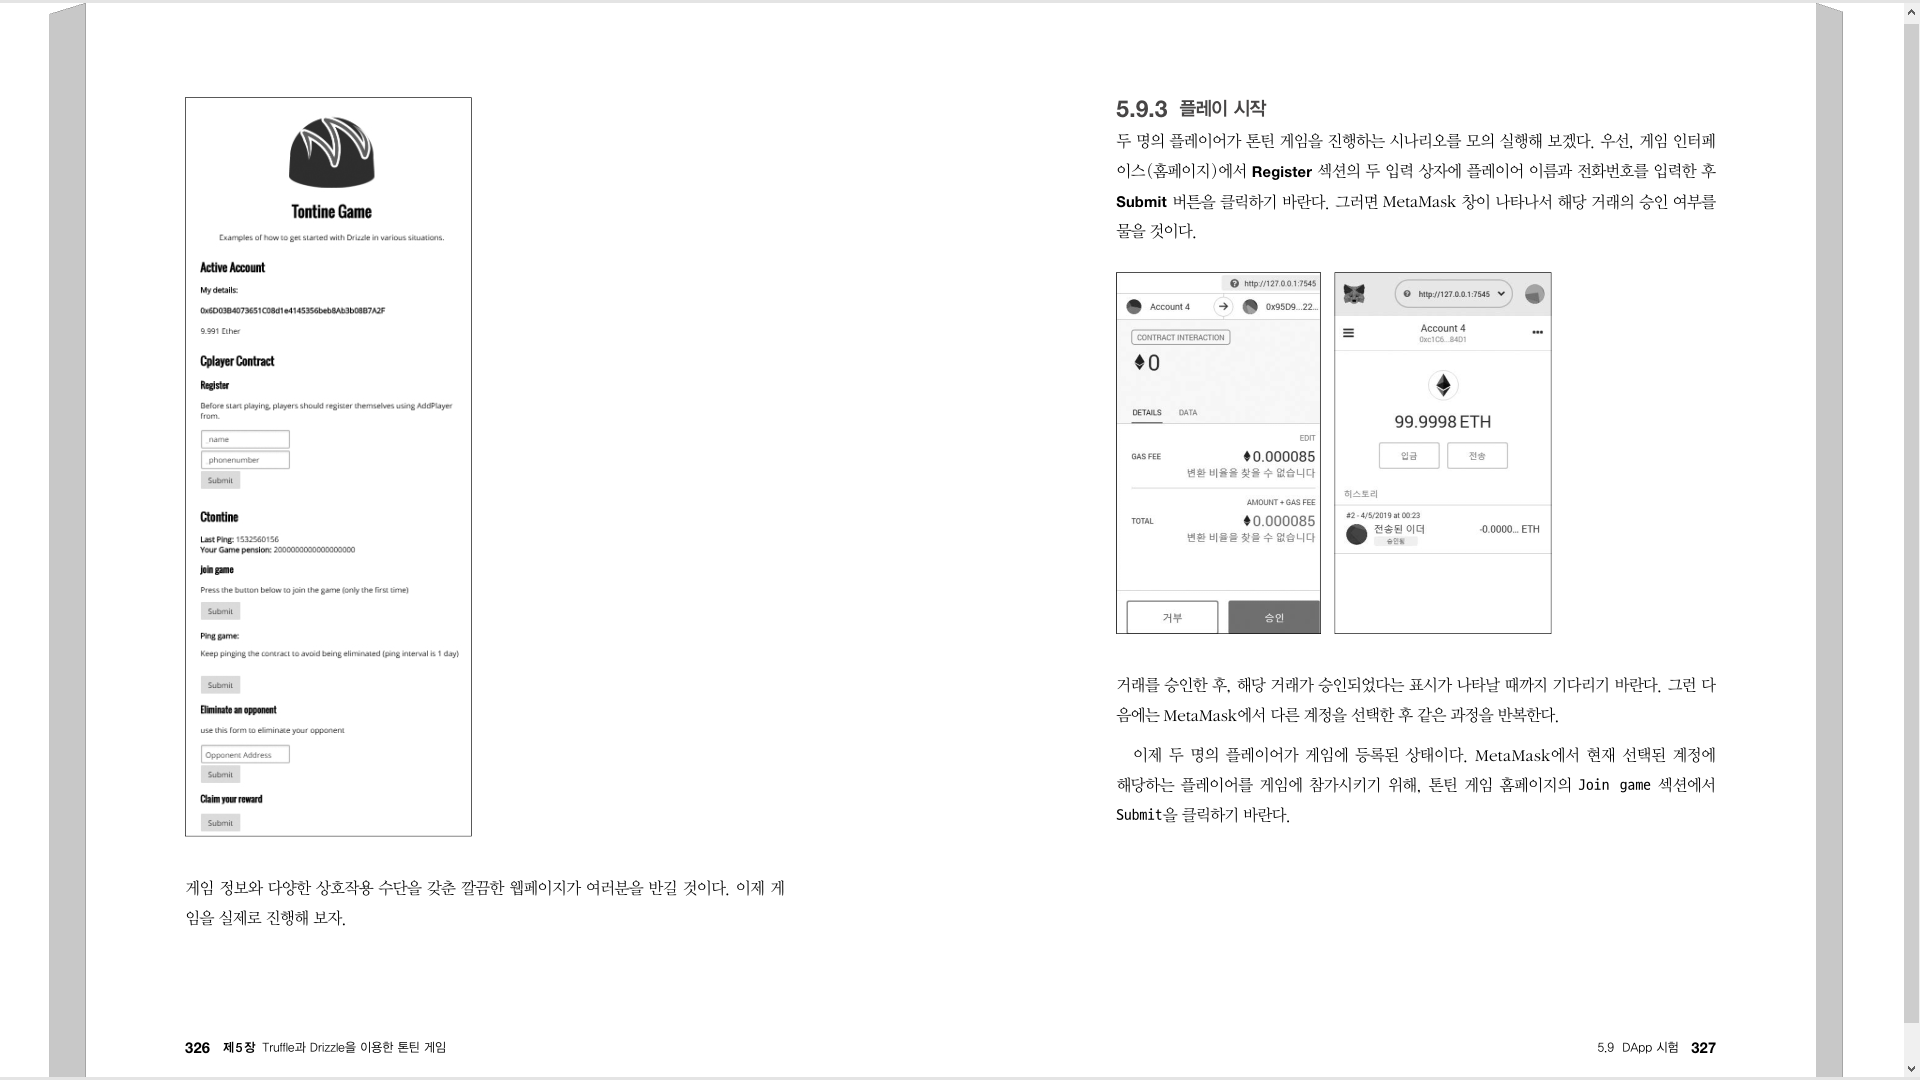 Tontine Game
Examples of how to get started with Drizzle in various situations.
Active Account
My details:
0x6D03B4073651C08d1e4145356beb8Ab3b08B7A2F
9.991 Ether
Cplayer Contract
Register
Before start playing, players should register themselves using AddPlayer
from.
_name
_phonenumber
Submit
Ctontine
Last Ping: 1532560156
Your Game pension: 2000000000000000000
join game
Press the button below to join the game (only the first time)
Submit
Ping game:
Keep pinging the contract to avoid being eliminated (ping interval is 1 day)
Submit
Eliminate an opponent
use this form to eliminate your opponent
Opponent Address
Submit
Claim your reward
Submit
게임 정보와 다양한 상호작용 수단을 갖춘 깔끔한 웹페이지가 여러분을 반길 것이다. 이제 게
임을 실제로 진행해 보자.
326 제5장 Truffle과 Drizzle을 이용한 톤틴 게임
5.9.3 플레이 시작
두 명의 플레이어가 톤틴 게임을 진행하는 시나리오를 모의 실행해 보겠다. 우선, 게임 인터페
이스(홈페이지)에서 Register 섹션의 두 입력 상자에 플레이어 이름과 전화번호를 입력한 후
Submit 버튼을 클릭하기 바란다. 그러면 MetaMask 창이 나타나서 해당 거래의 승인 여부를
물을 것이다.
http://127.0.0.1:7545
Account 4 0x95D9...22...
CONTRACT INTERACTION
0
DETAILS DATA
EDIT
GAS FEE 0.000085
변환 비율을 찾을 수 없습니다
AMOUNT + GAS FEE
TOTAL 0.000085
변환 비율을 찾을 수 없습니다
거부 승인
http://127.0.0.1:7545
Account 4
0xc1C6...84D1
99.9998 ETH
입금 전송
히스토리
#2 - 4/5/2019 at 00:23
전송된 이더 -0.0000... ETH
승인됨
거래를 승인한 후, 해당 거래가 승인되었다는 표시가 나타날 때까지 기다리기 바란다. 그런 다
음에는 MetaMask에서 다른 계정을 선택한 후 같은 과정을 반복한다.
이제 두 명의 플레이어가 게임에 등록된 상태이다. MetaMask에서 현재 선택된 계정에
해당하는 플레이어를 게임에 참가시키기 위해, 톤틴 게임 홈페이지의 Join game 섹션에서
Submit을 클릭하기 바란다.
5.9 DApp 시험 327